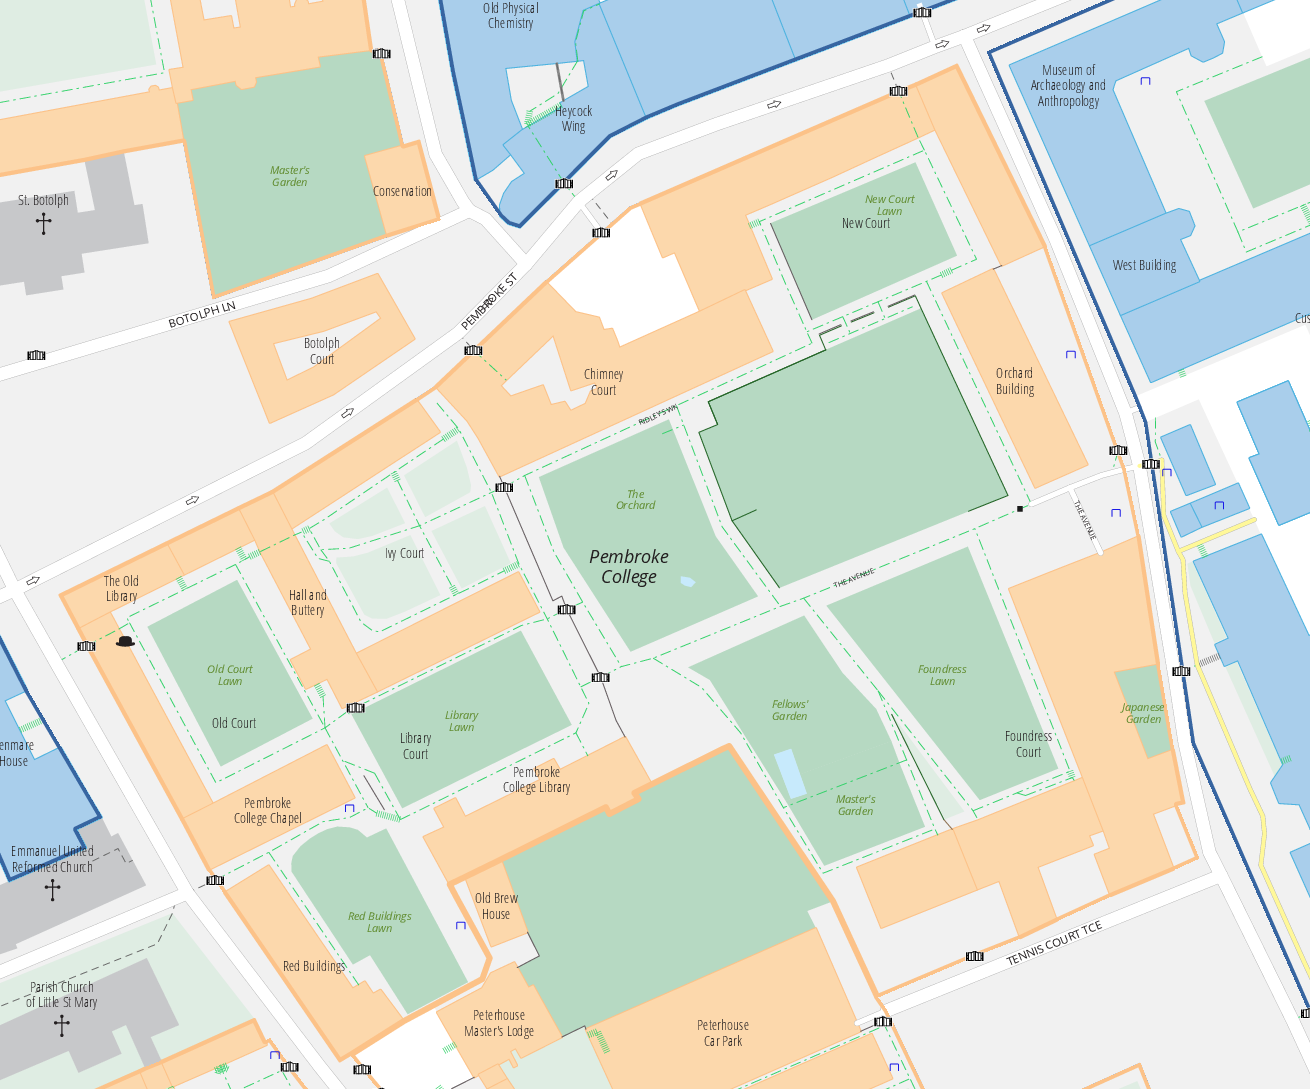 Old Physical
Chemistry
Museum of
Archaeology and
Anthropology
Heycock
Wing
Master's
Garden
Conservation
St. Botolph
New Court
Lawn
New Court
West Building
PEMBROKE ST
BOTOLPH LN
Cus
Botolph
Court
Chimney
Court
Orchard
Building
RIDLEY'S WK
The
Orchard
THE AVENUE
Ivy Court
Pembroke
College
THE AVENUE
The Old
Library
Hall and
Buttery
Old Court
Lawn
Old Court
Foundress
Lawn
Library
Lawn
Fellows'
Garden
Japanese
Garden
Library
Court
Foundress
Court
enmare
House
Pembroke
College Library
Pembroke
College Chapel
Master's
Garden
Emmanuel United
Reformed Church
Old Brew
House
Red Buildings
Lawn
TENNIS COURT TCE
Red Buildings
Parish Church
of Little St Mary
Peterhouse
Master's Lodge
Peterhouse
Car Park